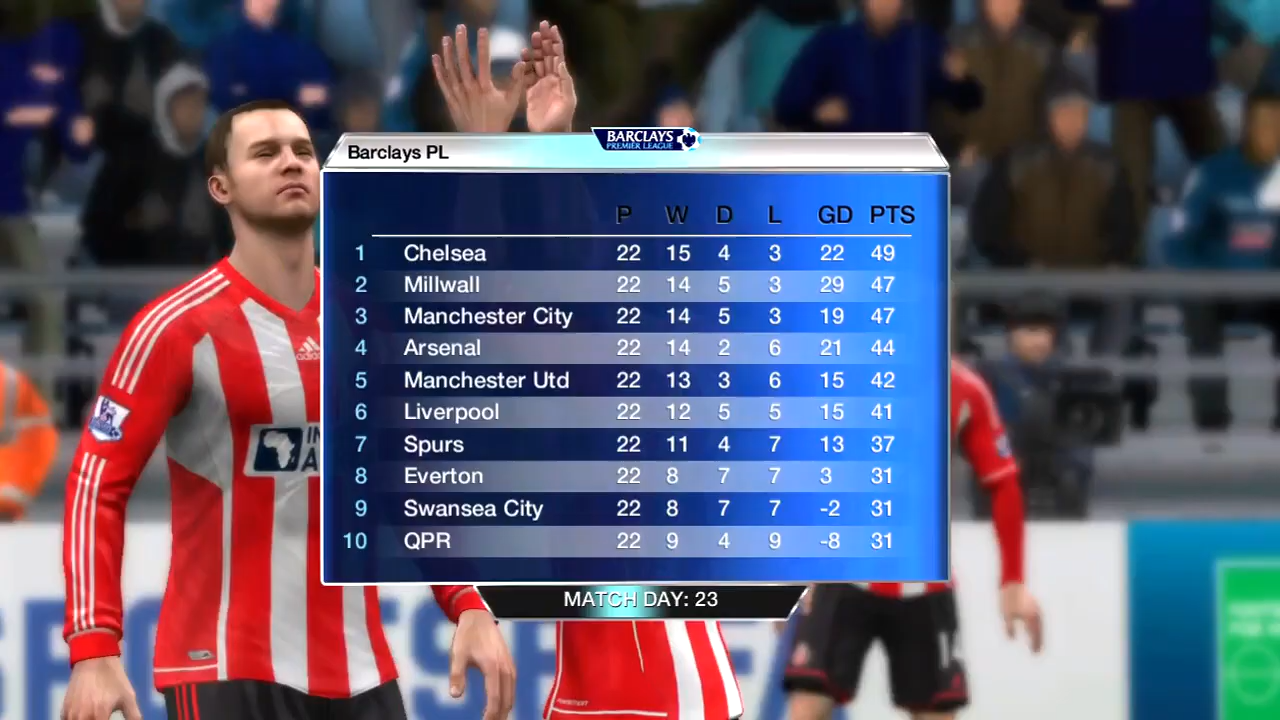 BARCLAYS
PREMIER LEAGUE
Barclays PL
P W D L GD PTS
1 Chelsea 22 15 4 3 22 49
2 Millwall 22 14 5 3 29 47
3 Manchester City 22 14 5 3 19 47
4 Arsenal 22 14 2 6 21 44
5 Manchester Utd 22 13 3 6 15 42
6 Liverpool 22 12 5 5 15 41
7 Spurs 22 11 4 7 13 37
8 Everton 22 8 7 7 3 31
9 Swansea City 22 8 7 7 -2 31
10 QPR 22 9 4 9 -8 31
MATCH DAY: 23
adidas